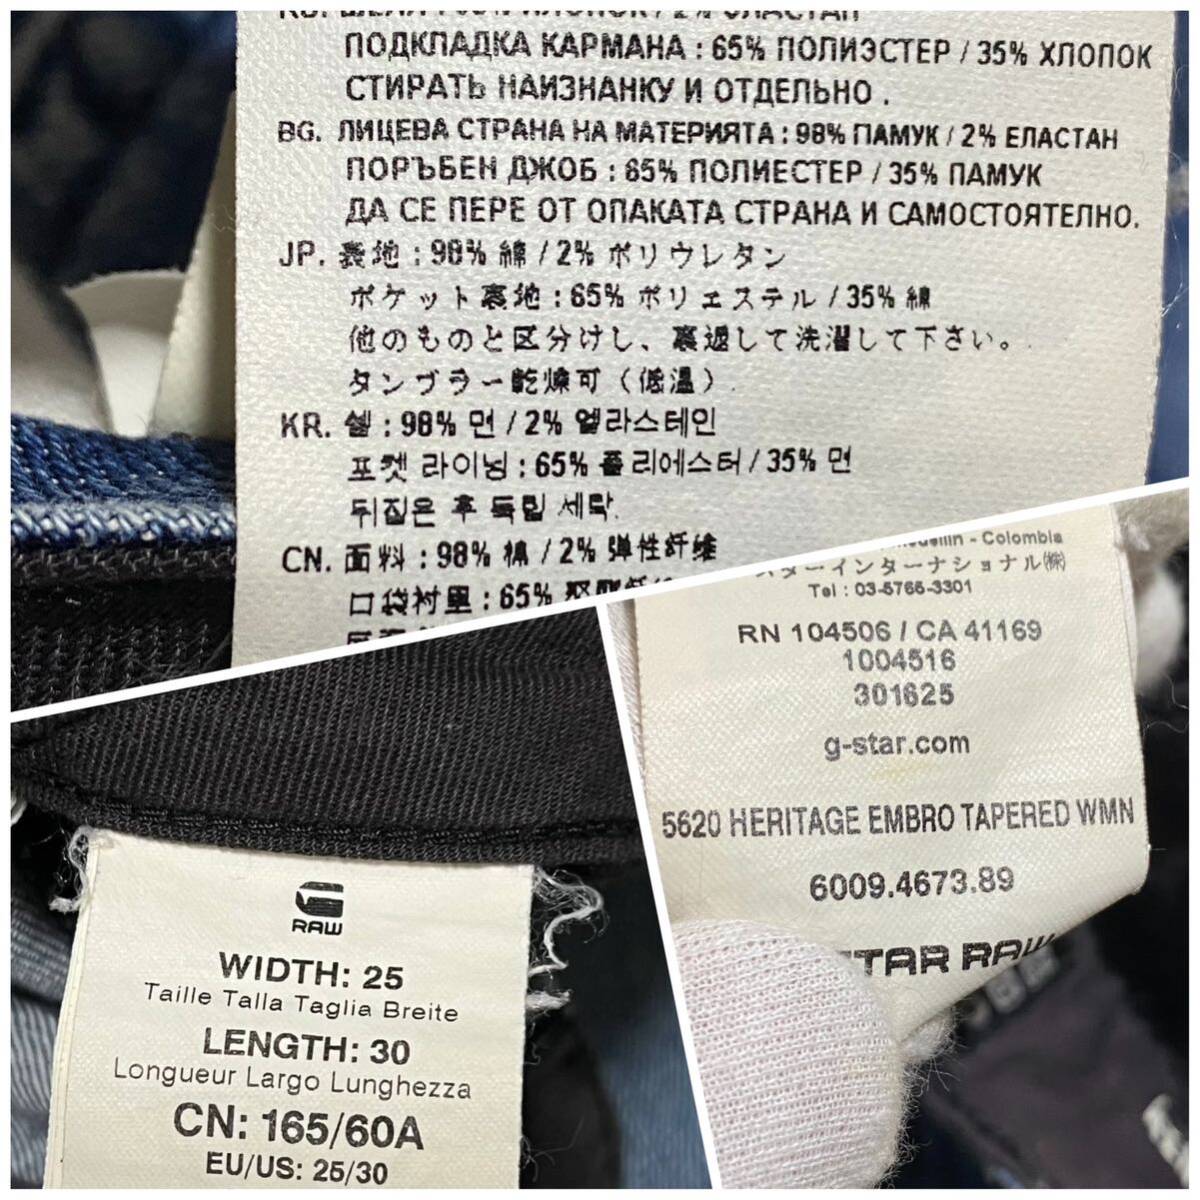 ПОДКЛАДКА КАРМАНА : 65% ПОЛИЭСТЕР / 35% ХЛОПОК
СТИРАТЬ НАИЗНАНКУ И ОТДЕЛЬНО .
BG. ЛИЦЕВА СТРАНА НА МАТЕРИЯТА : 98% ПАМУК / 2% ЕЛАСТАН
ПОРЪБЕН ДЖОБ : 65% ПОЛИЕСТЕР / 35% ПАМУК
ДА СЕ ПЕРЕ ОТ ОПАКАТА СТРАНА И САМОСТОЯТЕЛНО.
JP. 表地 : 98% 綿 / 2% ポリウレタン
ポケット裏地 : 65% ポリエステル / 35% 綿
他のものと区分けし、裏返して洗濯して下さい。
タンブラー乾燥可（低温）
KR. 쉘 : 98% 면 / 2% 엘라스테인
포켓 라이닝 : 65% 폴리에스터 / 35% 면
뒤집은 후 독립 세탁.
CN. 面料 : 98% 棉 / 2% 弹性纤维
口袋衬里 : 65%
- Colombia
スターインターナショナル㈱
Tel : 03-5766-3301
RN 104506 / CA 41169
1004516
301625
g-star.com
5620 HERITAGE EMBRO TAPERED WMN
6009.4673.89
STAR RAW
G
RAW
WIDTH: 25
Taille Talla Taglia Breite
LENGTH: 30
Longueur Largo Lunghezza
CN: 165/60A
EU/US: 25/30